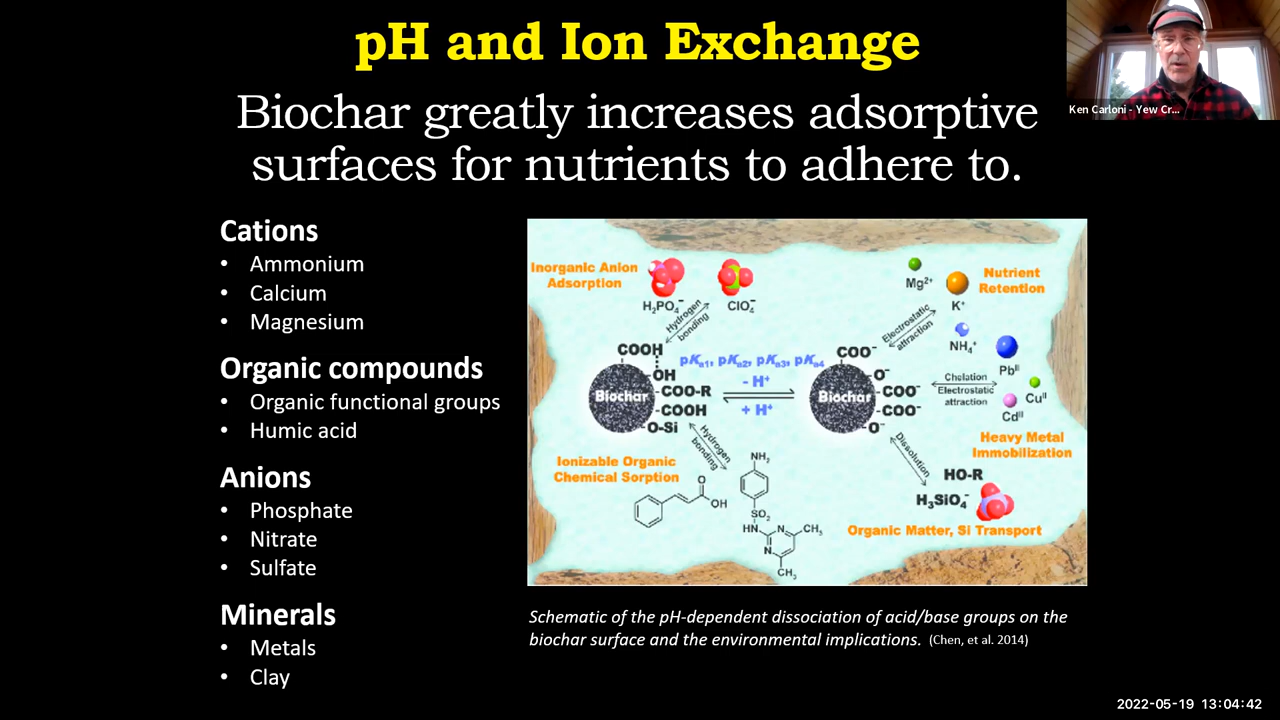 pH and Ion Exchange
Biochar greatly increases adsorptive
surfaces for nutrients to adhere to.
Ken Carloni - Yew Cr...
Cations
• Ammonium
• Calcium
• Magnesium
Organic compounds
• Organic functional groups
• Humic acid
Anions
• Phosphate
• Nitrate
• Sulfate
Minerals
• Metals
• Clay
Inorganic Anion
Adsorption
H₂PO₄⁻
ClO₄⁻
Hydrogen
bonding
Mg²⁺
K⁺
NH₄⁺
Nutrient
Retention
Electrostatic
attraction
COOH
OH
COO-R
COOH
O-Si
Biochar
pKa1, pKa2, pKa3, pKa4
- H⁺
+ H⁺
COO⁻
O⁻
COO⁻
COO⁻
O⁻
Biochar
Chelation
Electrostatic
attraction
Pbᴵᴵ
Cuᴵᴵ
Cdᴵᴵ
Heavy Metal
Immobilization
Hydrogen
bonding
Ionizable Organic
Chemical Sorption
O
OH
NH₂
SO₂
HN
N
N
CH₃
CH₃
Dissolution
HO-R
H₃SiO₄⁻
Organic Matter, Si Transport
Schematic of the pH-dependent dissociation of acid/base groups on the
biochar surface and the environmental implications. (Chen, et al. 2014)
2022-05-19 13:04:42